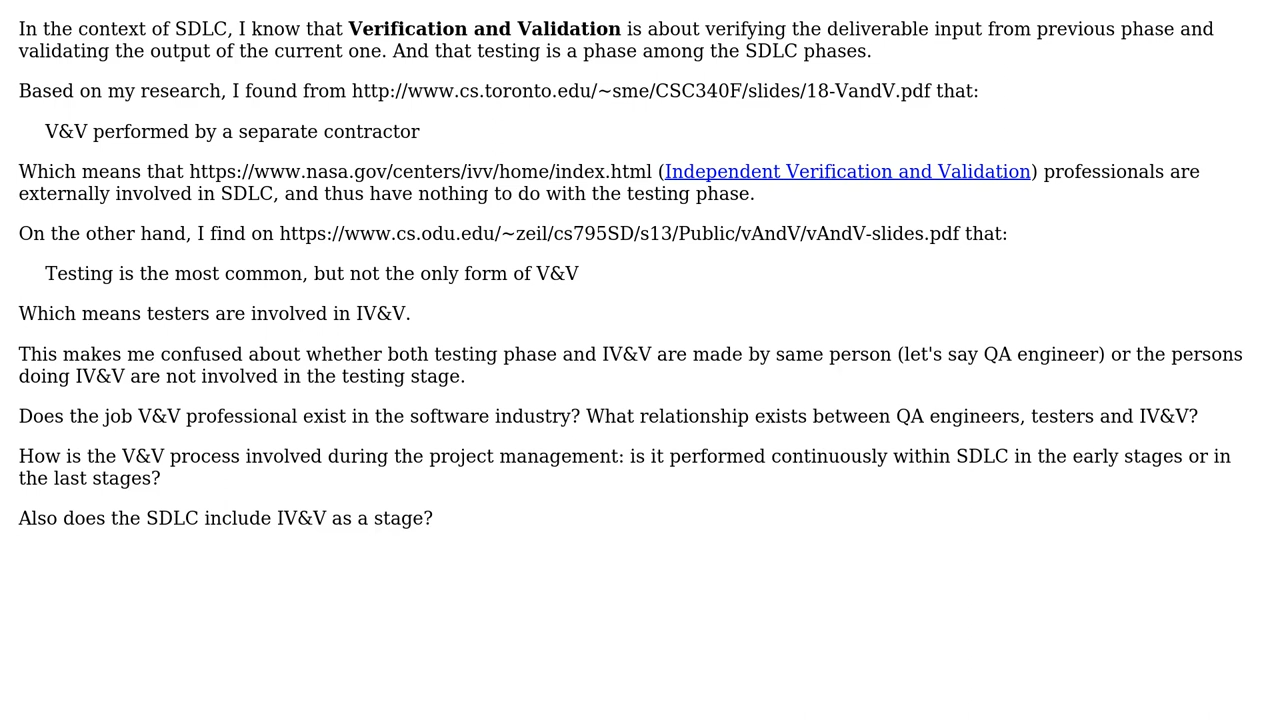 In the context of SDLC, I know that Verification and Validation is about verifying the deliverable input from previous phase and
validating the output of the current one. And that testing is a phase among the SDLC phases.
Based on my research, I found from http://www.cs.toronto.edu/~sme/CSC340F/slides/18-VandV.pdf that:
V&V performed by a separate contractor
Which means that https://www.nasa.gov/centers/ivv/home/index.html (Independent Verification and Validation) professionals are
externally involved in SDLC, and thus have nothing to do with the testing phase.
On the other hand, I find on https://www.cs.odu.edu/~zeil/cs795SD/s13/Public/vAndV/vAndV-slides.pdf that:
Testing is the most common, but not the only form of V&V
Which means testers are involved in IV&V.
This makes me confused about whether both testing phase and IV&V are made by same person (let's say QA engineer) or the persons
doing IV&V are not involved in the testing stage.
Does the job V&V professional exist in the software industry? What relationship exists between QA engineers, testers and IV&V?
How is the V&V process involved during the project management: is it performed continuously within SDLC in the early stages or in
the last stages?
Also does the SDLC include IV&V as a stage?